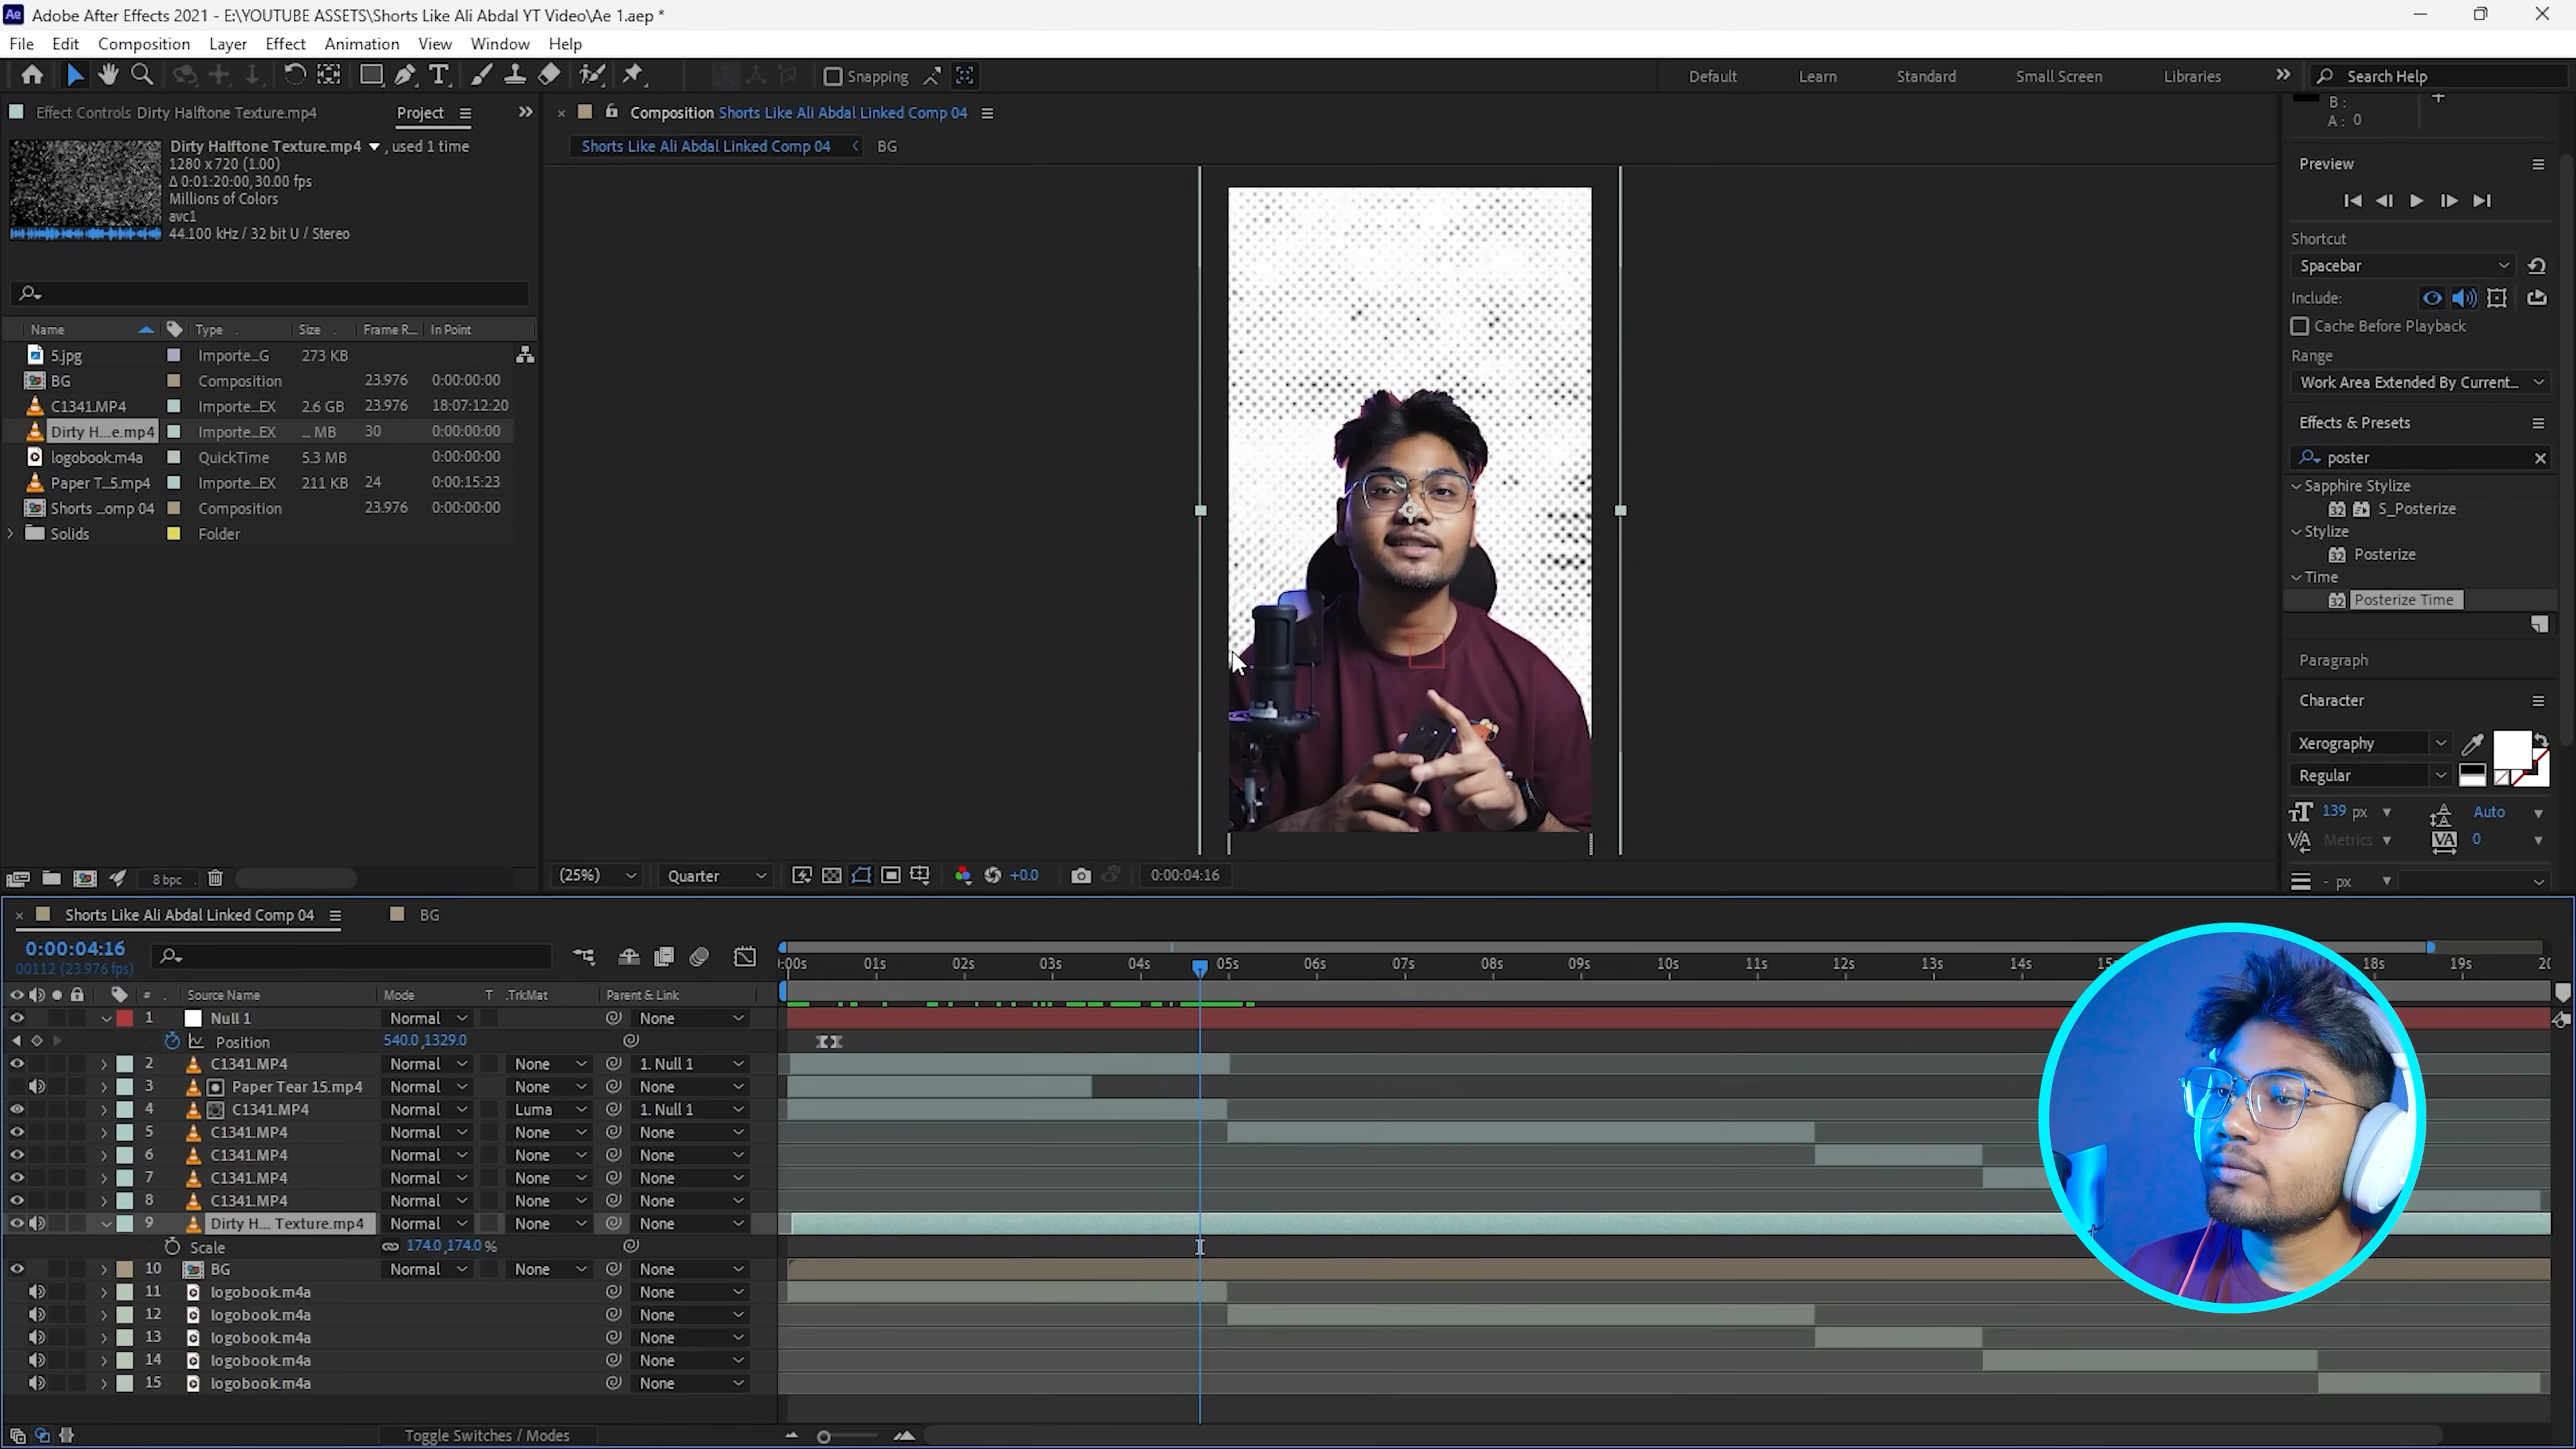 Adobe After Effects 2021 - E:\YOUTUBE ASSETS\Shorts Like Ali Abdal YT Video\Ae 1.aep *
File Edit Composition Layer Effect Animation View Window Help
Snapping Default Learn Standard Small Screen Libraries Search Help
Effect Controls Dirty Halftone Texture.mp4 Project
Composition Shorts Like Ali Abdal Linked Comp 04
Shorts Like Ali Abdal Linked Comp 04 BG
Dirty Halftone Texture.mp4 , used 1 time
1280 x 720 (1.00)
Δ 0:01:20:00, 30.00 fps
Millions of Colors
avc1
44.100 kHz / 32 bit U / Stereo
Name Type Size Frame R... In Point
5.jpg Importe_G 273 KB
BG Composition 23.976 0:00:00:00
C1341.MP4 Importe_EX 2.6 GB 23.976 18:07:12:20
Dirty H...e.mp4 Importe_EX _ MB 30 0:00:00:00
logobook.m4a QuickTime 5.3 MB 0:00:00:00
Paper T...5.mp4 Importe_EX 211 KB 24 0:00:15:23
Shorts _omp 04 Composition 23.976 0:00:00:00
Solids Folder
8 bpc
(25%) Quarter +0.0 0:00:04:16
B :
A : 0
Preview
Shortcut
Spacebar
Include:
Cache Before Playback
Range
Work Area Extended By Current...
Effects & Presets
poster
Sapphire Stylize
32 S_Posterize
Stylize
32 Posterize
Time
32 Posterize Time
Paragraph
Character
Xerography
Regular
139 px Auto
Metrics 0
- px
Shorts Like Ali Abdal Linked Comp 04 BG
0:00:04:16
00112 (23.976 fps)
:00s 01s 02s 03s 04s 05s 06s 07s 08s 09s 10s 11s 12s 13s 14s 18s 19s
# Source Name Mode T .TrkMat Parent & Link
1 Null 1 Normal None
Position 540.0,1329.0
2 C1341.MP4 Normal None 1. Null 1
3 Paper Tear 15.mp4 Normal None None
4 C1341.MP4 Normal Luma 1. Null 1
5 C1341.MP4 Normal None None
6 C1341.MP4 Normal None None
7 C1341.MP4 Normal None None
8 C1341.MP4 Normal None None
9 Dirty H... Texture.mp4 Normal None None
Scale 174.0,174.0 %
10 BG Normal None None
11 logobook.m4a None
12 logobook.m4a None
13 logobook.m4a None
14 logobook.m4a None
15 logobook.m4a None
Toggle Switches / Modes